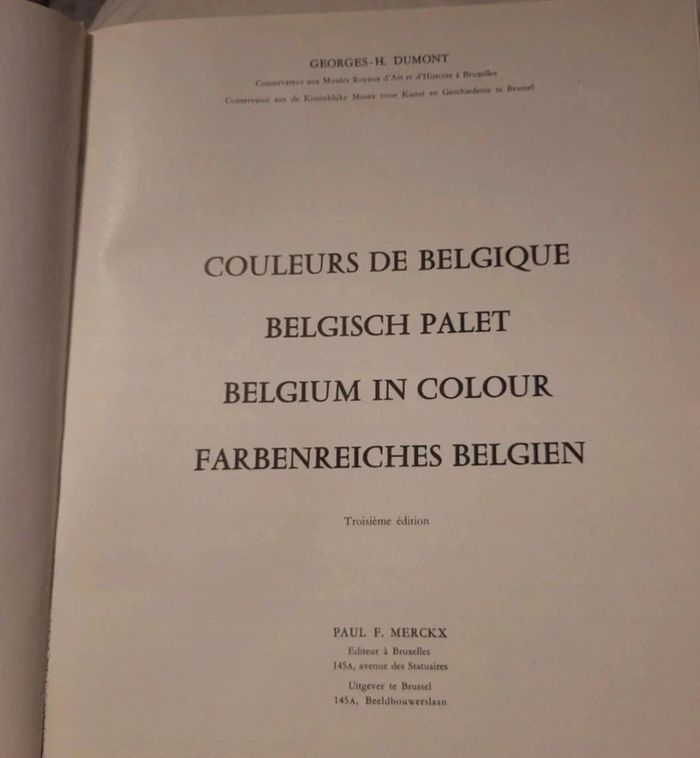 GEORGES-H. DUMONT
Conservateur aux Musées Royaux d'Art et d'Histoire à Bruxelles
Conservator aan de Koninklijke Musea voor Kunst en Geschiedenis te Brussel
COULEURS DE BELGIQUE
BELGISCH PALET
BELGIUM IN COLOUR
FARBENREICHES BELGIEN
Troisième édition
PAUL F. MERCKX
Editeur à Bruxelles
145A, avenue des Statuaires
Uitgever te Brussel
145A, Beeldhouwerslaan